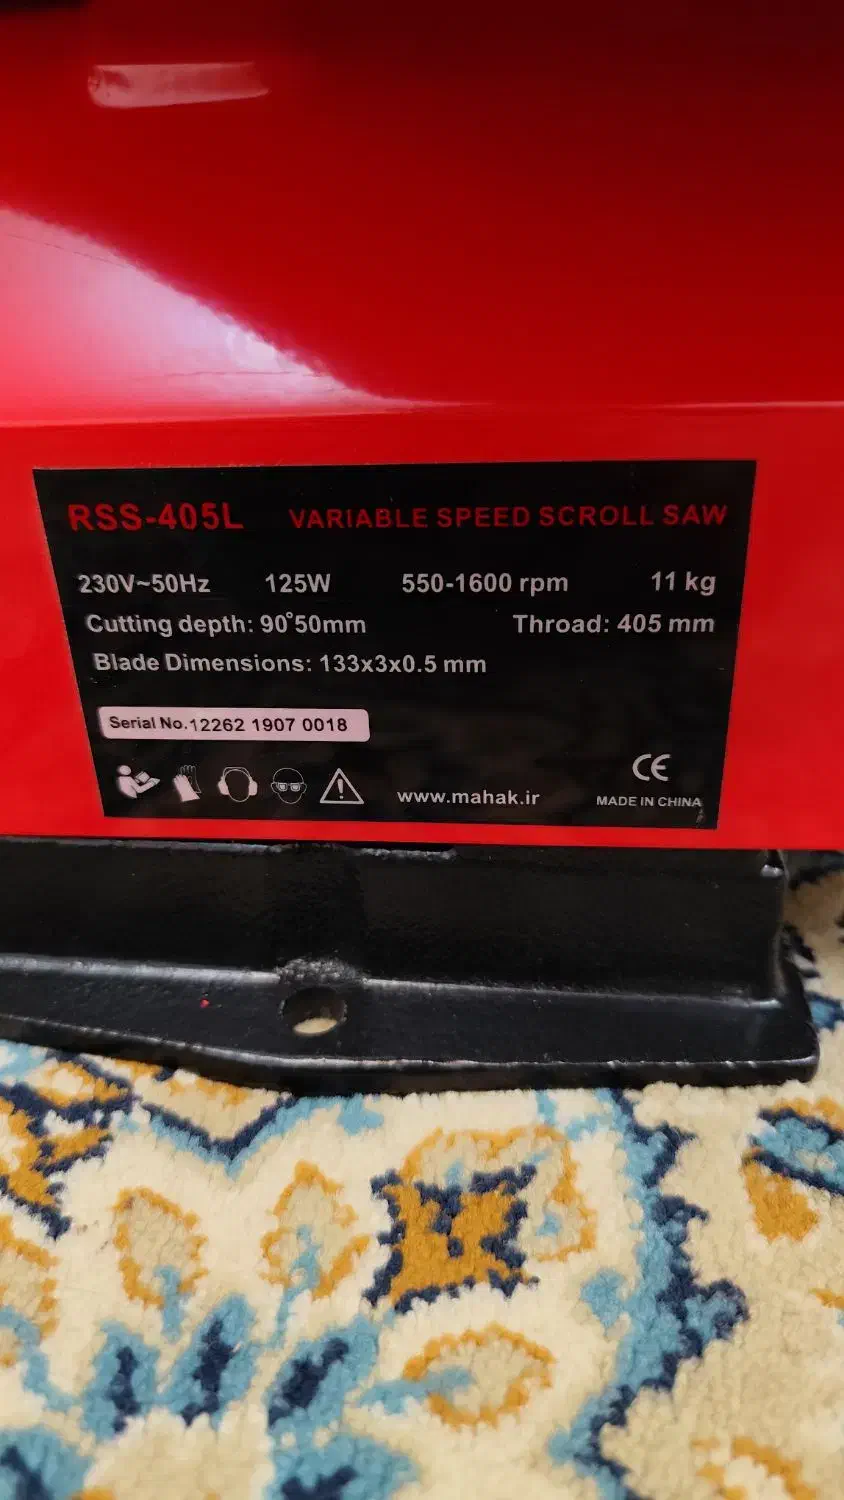 RSS-405L VARIABLE SPEED SCROLL SAW
230V~50Hz 125W 550-1600 rpm 11 kg
Cutting depth: 90°50mm Throad: 405 mm
Blade Dimensions: 133x3x0.5 mm
Serial No.12262 1907 0018
CE
www.mahak.ir MADE IN CHINA